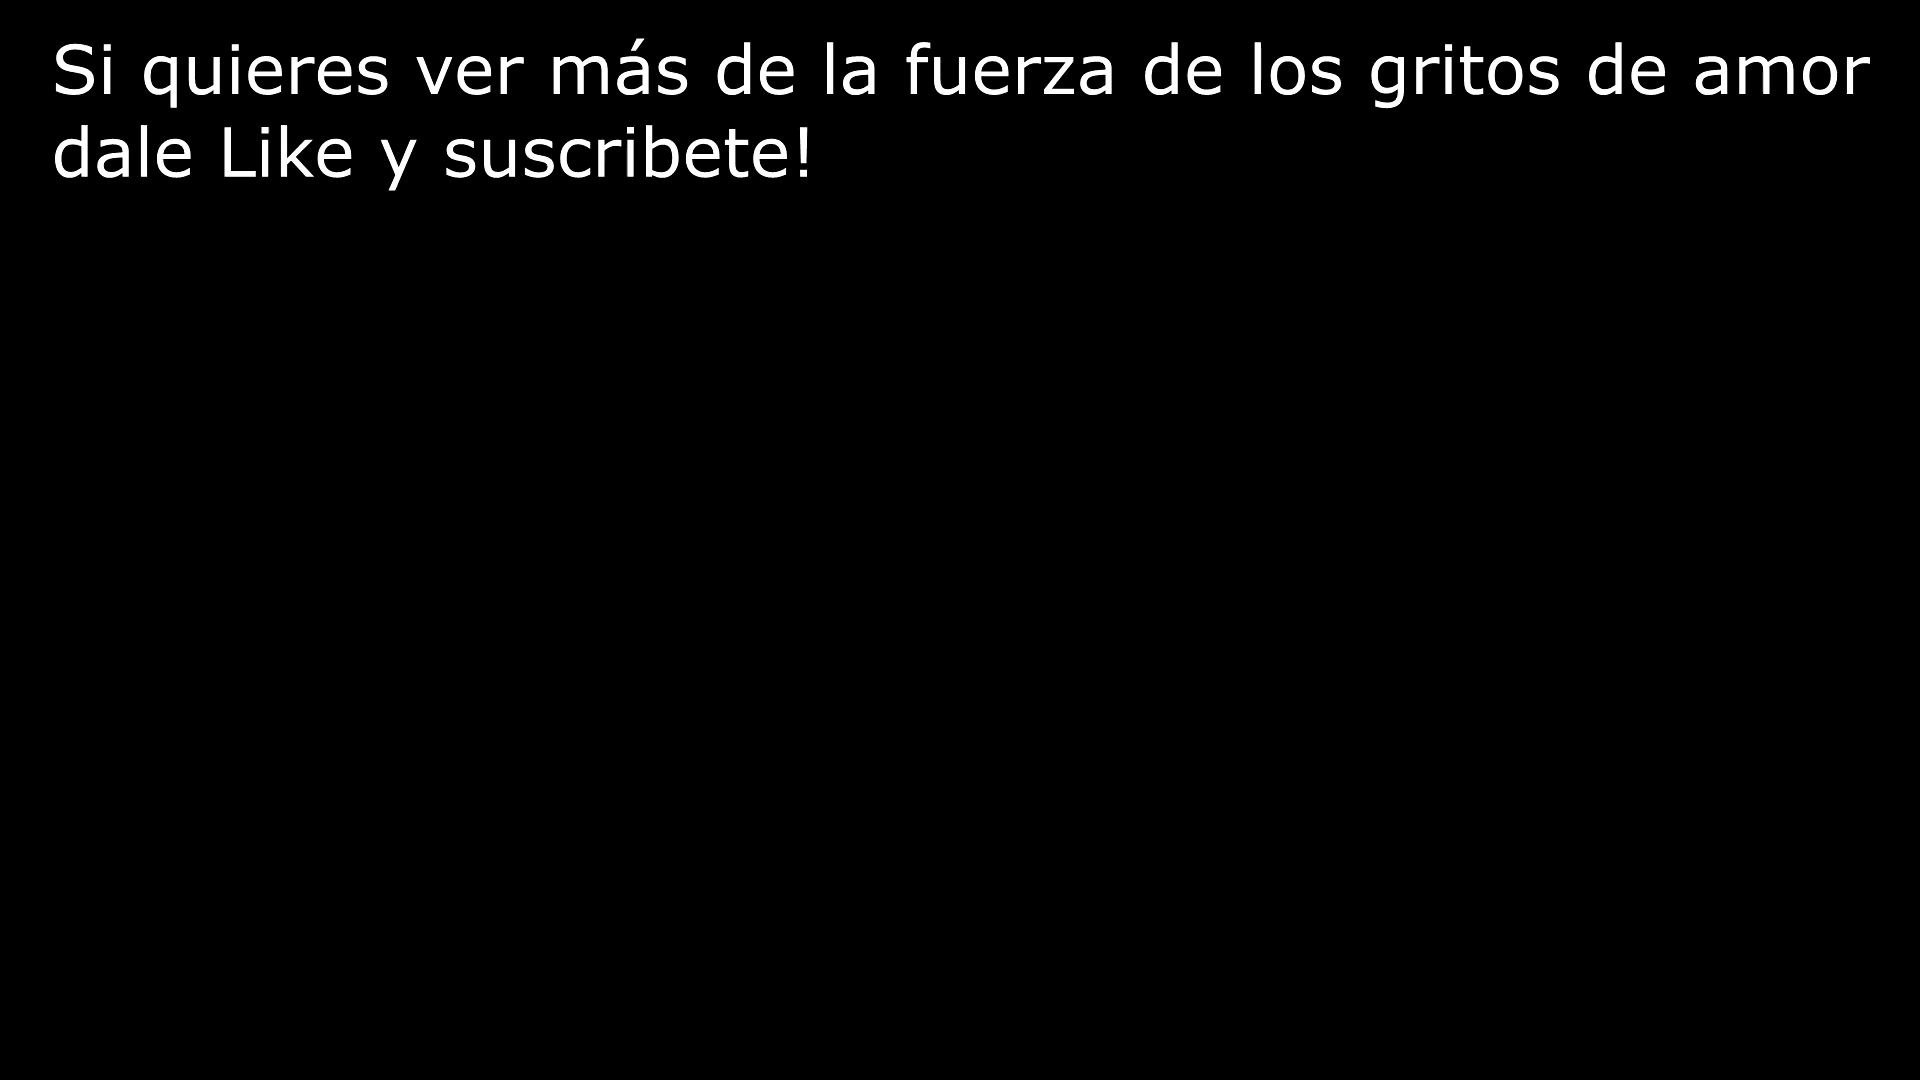 Si quieres ver más de la fuerza de los gritos de amor
dale Like y suscribete!